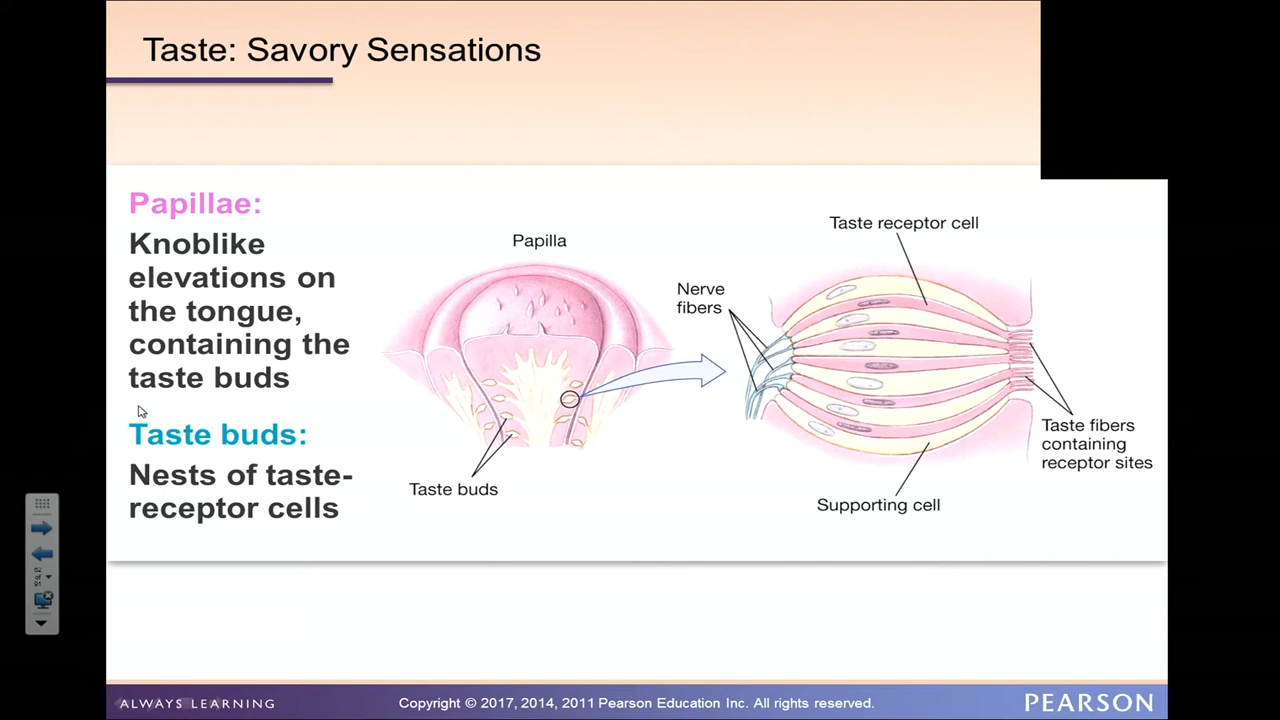 Taste: Savory Sensations
Papillae:
Knoblike
elevations on
the tongue,
containing the
taste buds
Taste buds:
Nests of taste-
receptor cells
Papilla
Taste buds
Taste receptor cell
Nerve
fibers
Taste fibers
containing
receptor sites
Supporting cell
of
ALWAYS LEARNING
Copyright © 2017, 2014, 2011 Pearson Education Inc. All rights reserved.
PEARSON